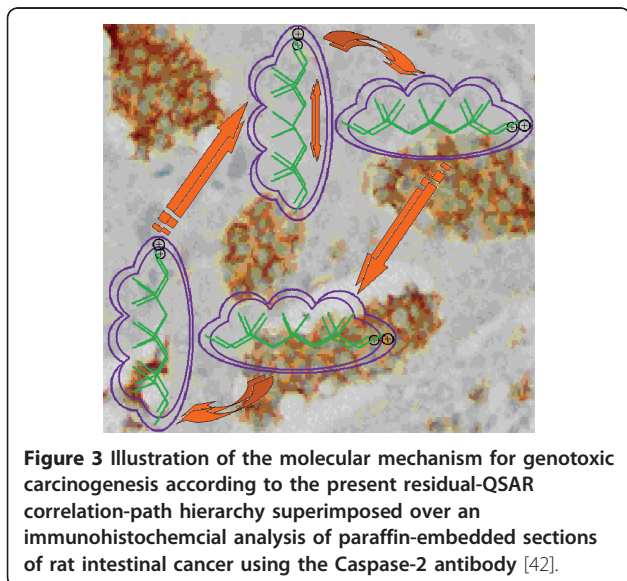 Figure 3 Illustration of the molecular mechanism for genotoxic
carcinogenesis according to the present residual-QSAR
correlation-path hierarchy superimposed over an
immunohistochemcial analysis of paraffin-embedded sections
of rat intestinal cancer using the Caspase-2 antibody [42].